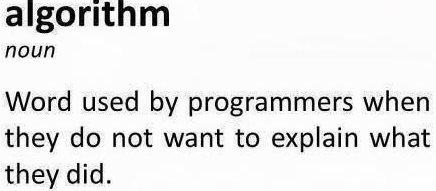 algorithm
noun
Word used by programmers when
they do not want to explain what
they did.